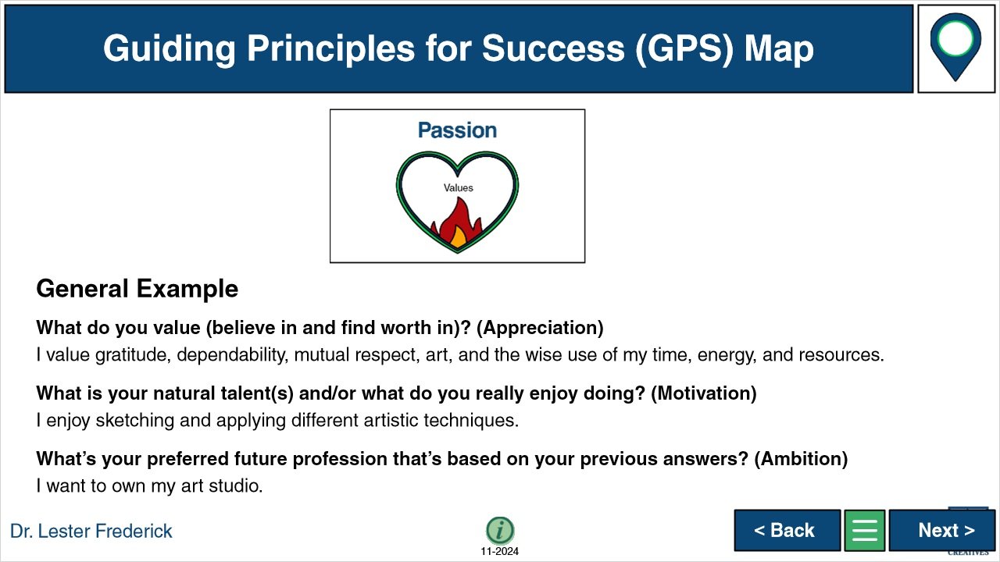 Guiding Principles for Success (GPS) Map
Passion
Values
General Example
What do you value (believe in and find worth in)? (Appreciation)
I value gratitude, dependability, mutual respect, art, and the wise use of my time, energy, and resources.
What is your natural talent(s) and/or what do you really enjoy doing? (Motivation)
I enjoy sketching and applying different artistic techniques.
What’s your preferred future profession that’s based on your previous answers? (Ambition)
I want to own my art studio.
Dr. Lester Frederick
i
11-2024
< Back
Next >
CREATIVES